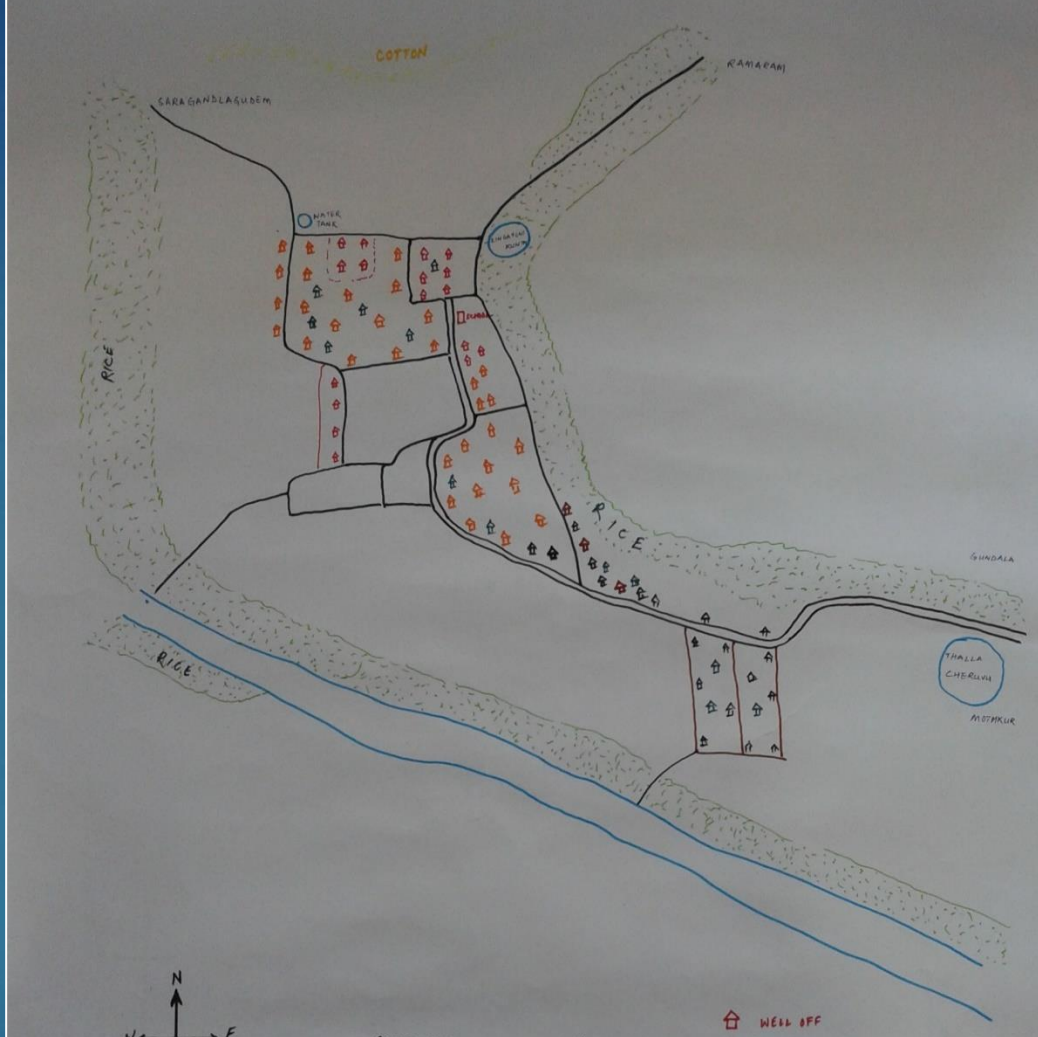 COTTON
RAMARAM
SARAGANDLAGUDEM
WATER
TANK
RICE
RICE
GUNDALA
THALLA
CHERUVU
MOTHKUR
RICE
N
E
WELL OFF